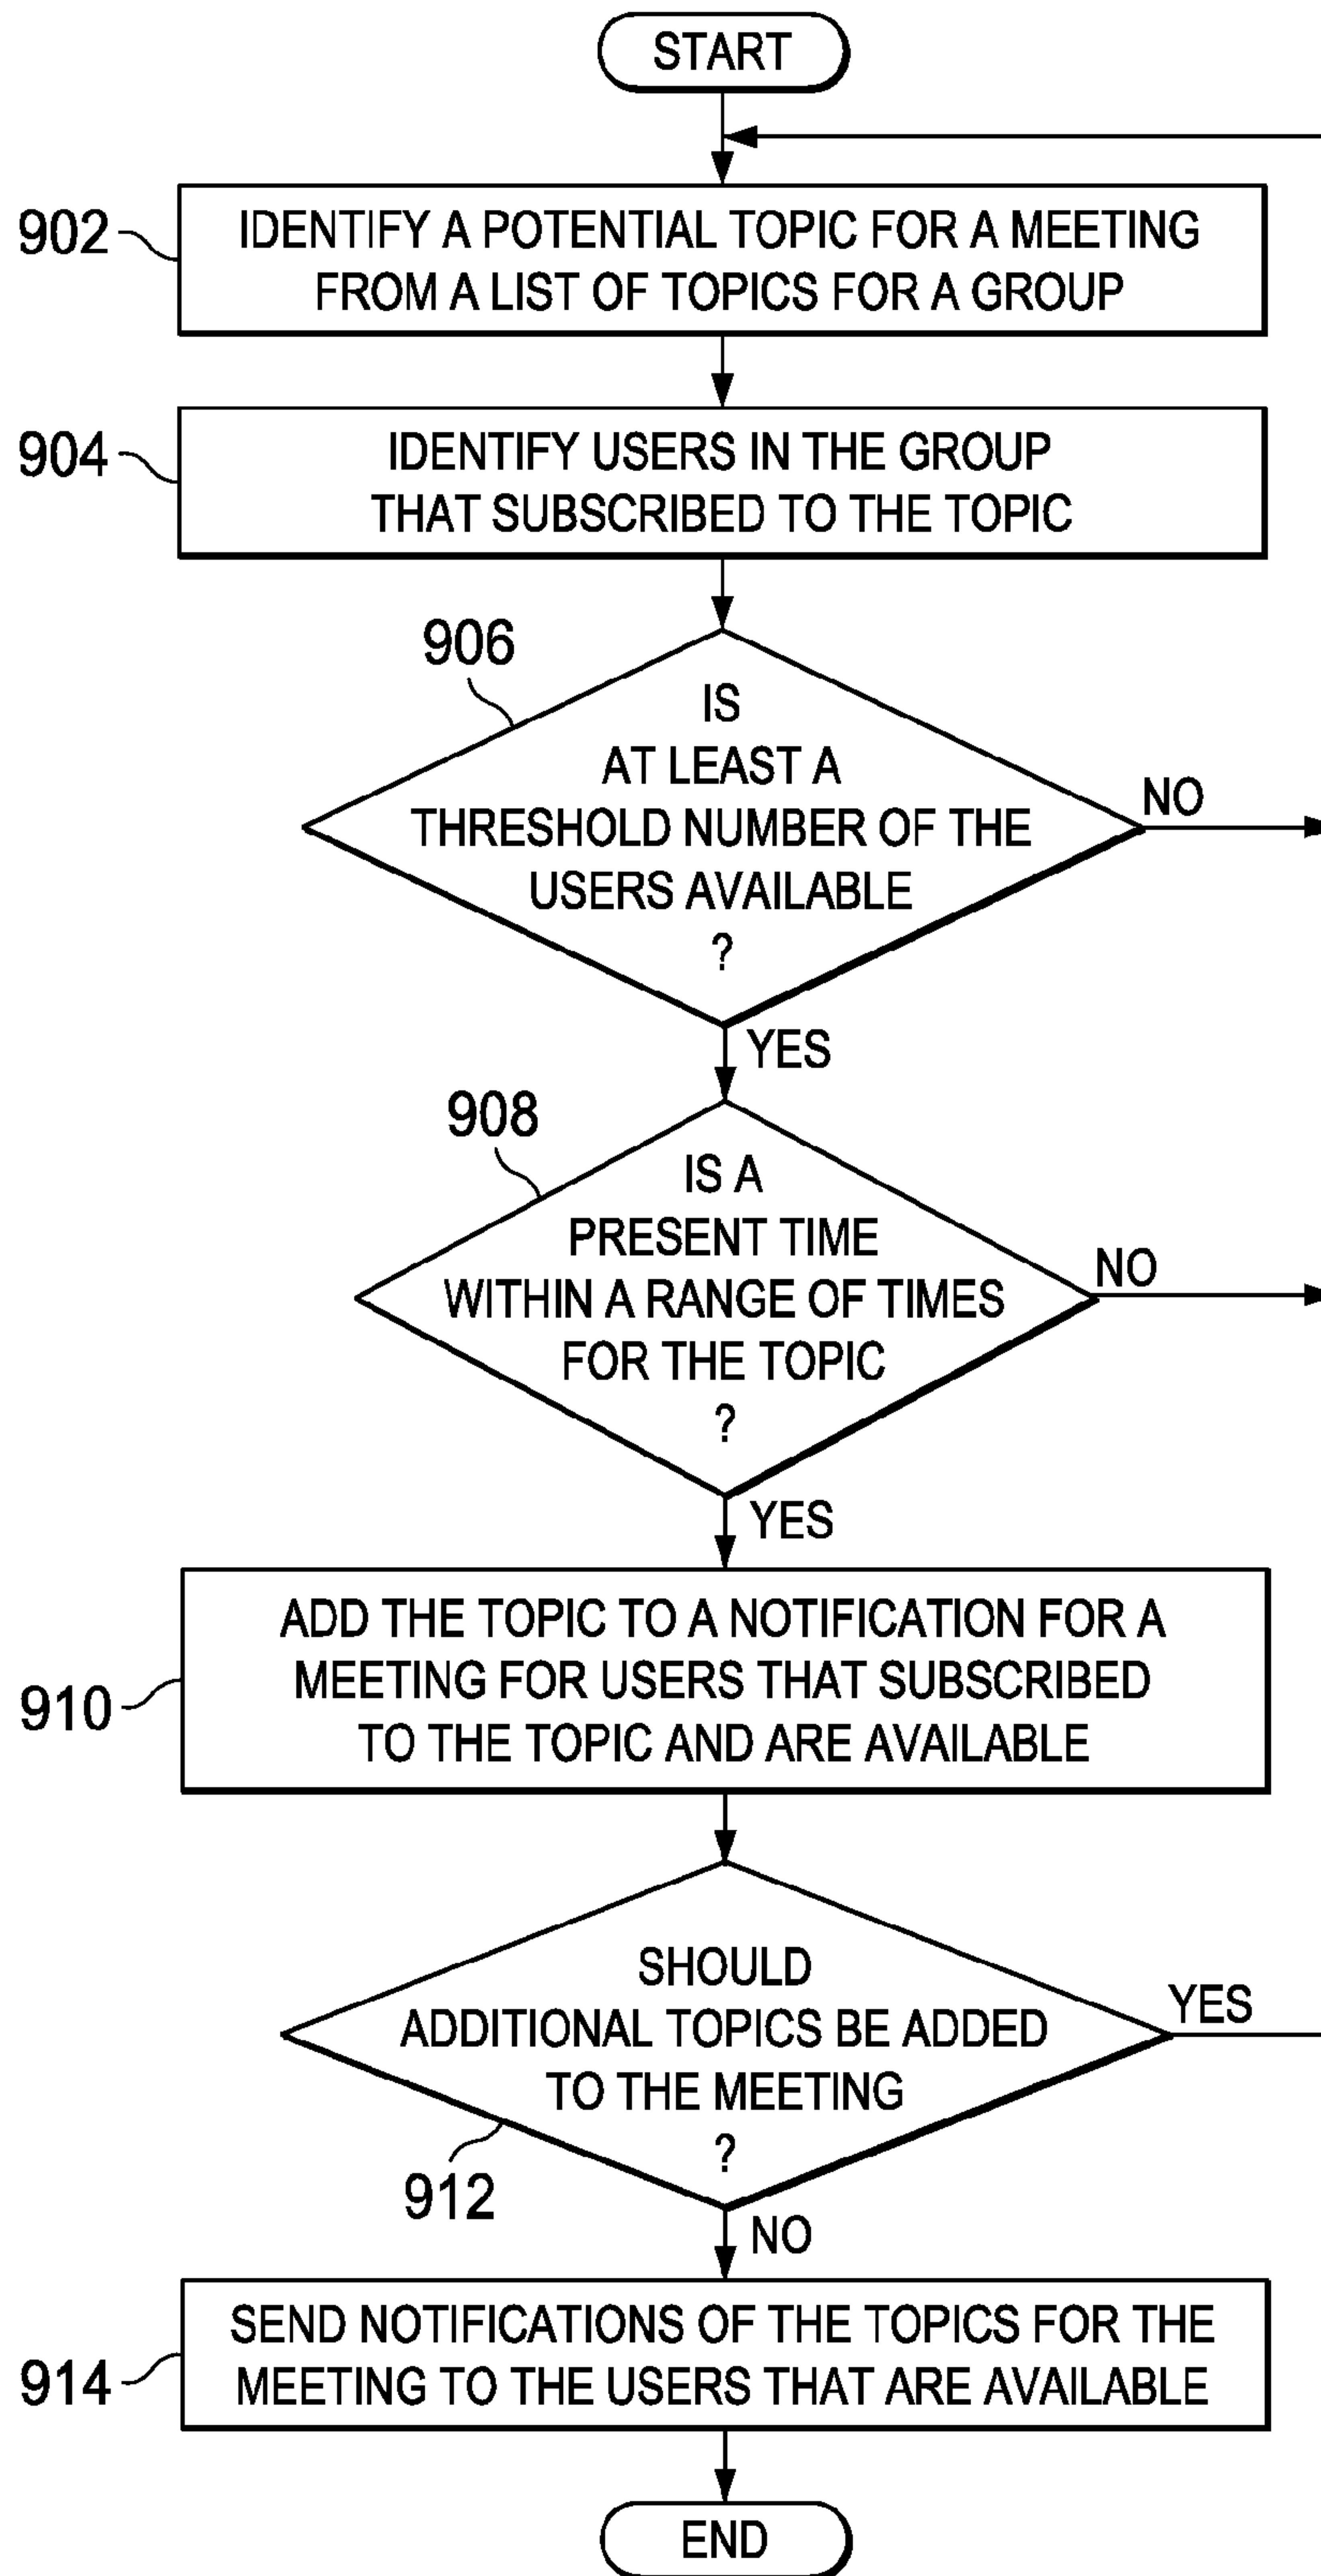 START
902
IDENTIFY A POTENTIAL TOPIC FOR A MEETING
FROM A LIST OF TOPICS FOR A GROUP
904
IDENTIFY USERS IN THE GROUP
THAT SUBSCRIBED TO THE TOPIC
906
IS
AT LEAST A
THRESHOLD NUMBER OF THE
USERS AVAILABLE
?
NO
YES
908
IS A
PRESENT TIME
WITHIN A RANGE OF TIMES
FOR THE TOPIC
?
NO
YES
910
ADD THE TOPIC TO A NOTIFICATION FOR A
MEETING FOR USERS THAT SUBSCRIBED
TO THE TOPIC AND ARE AVAILABLE
SHOULD
ADDITIONAL TOPICS BE ADDED
TO THE MEETING
?
YES
912
NO
914
SEND NOTIFICATIONS OF THE TOPICS FOR THE
MEETING TO THE USERS THAT ARE AVAILABLE
END